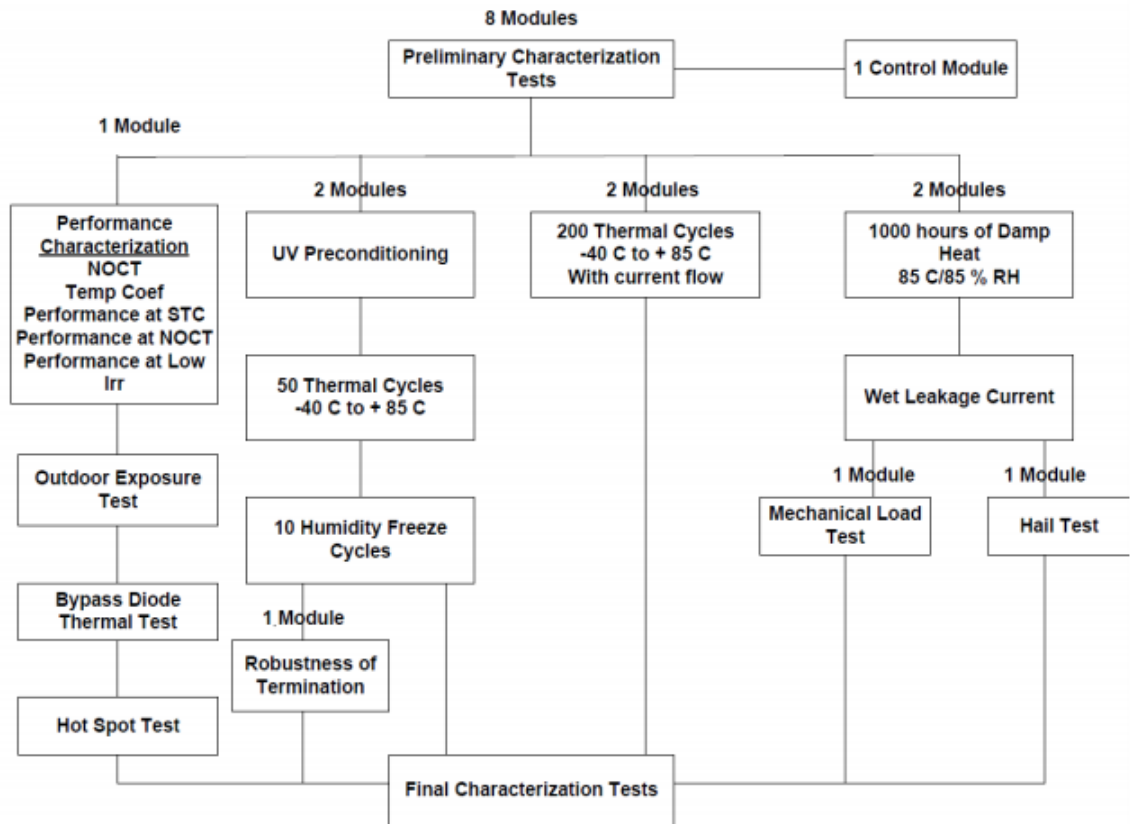 8 Modules
Preliminary Characterization
Tests
1 Control Module
1 Module
Performance
Characterization
NOCT
Temp Coef
Performance at STC
Performance at NOCT
Performance at Low
Irr
Outdoor Exposure
Test
Bypass Diode
Thermal Test
Hot Spot Test
2 Modules
UV Preconditioning
50 Thermal Cycles
-40 C to + 85 C
10 Humidity Freeze
Cycles
1 Module
Robustness of
Termination
2 Modules
200 Thermal Cycles
-40 C to + 85 C
With current flow
2 Modules
1000 hours of Damp
Heat
85 C/85 % RH
Wet Leakage Current
1 Module
Mechanical Load
Test
1 Module
Hail Test
Final Characterization Tests